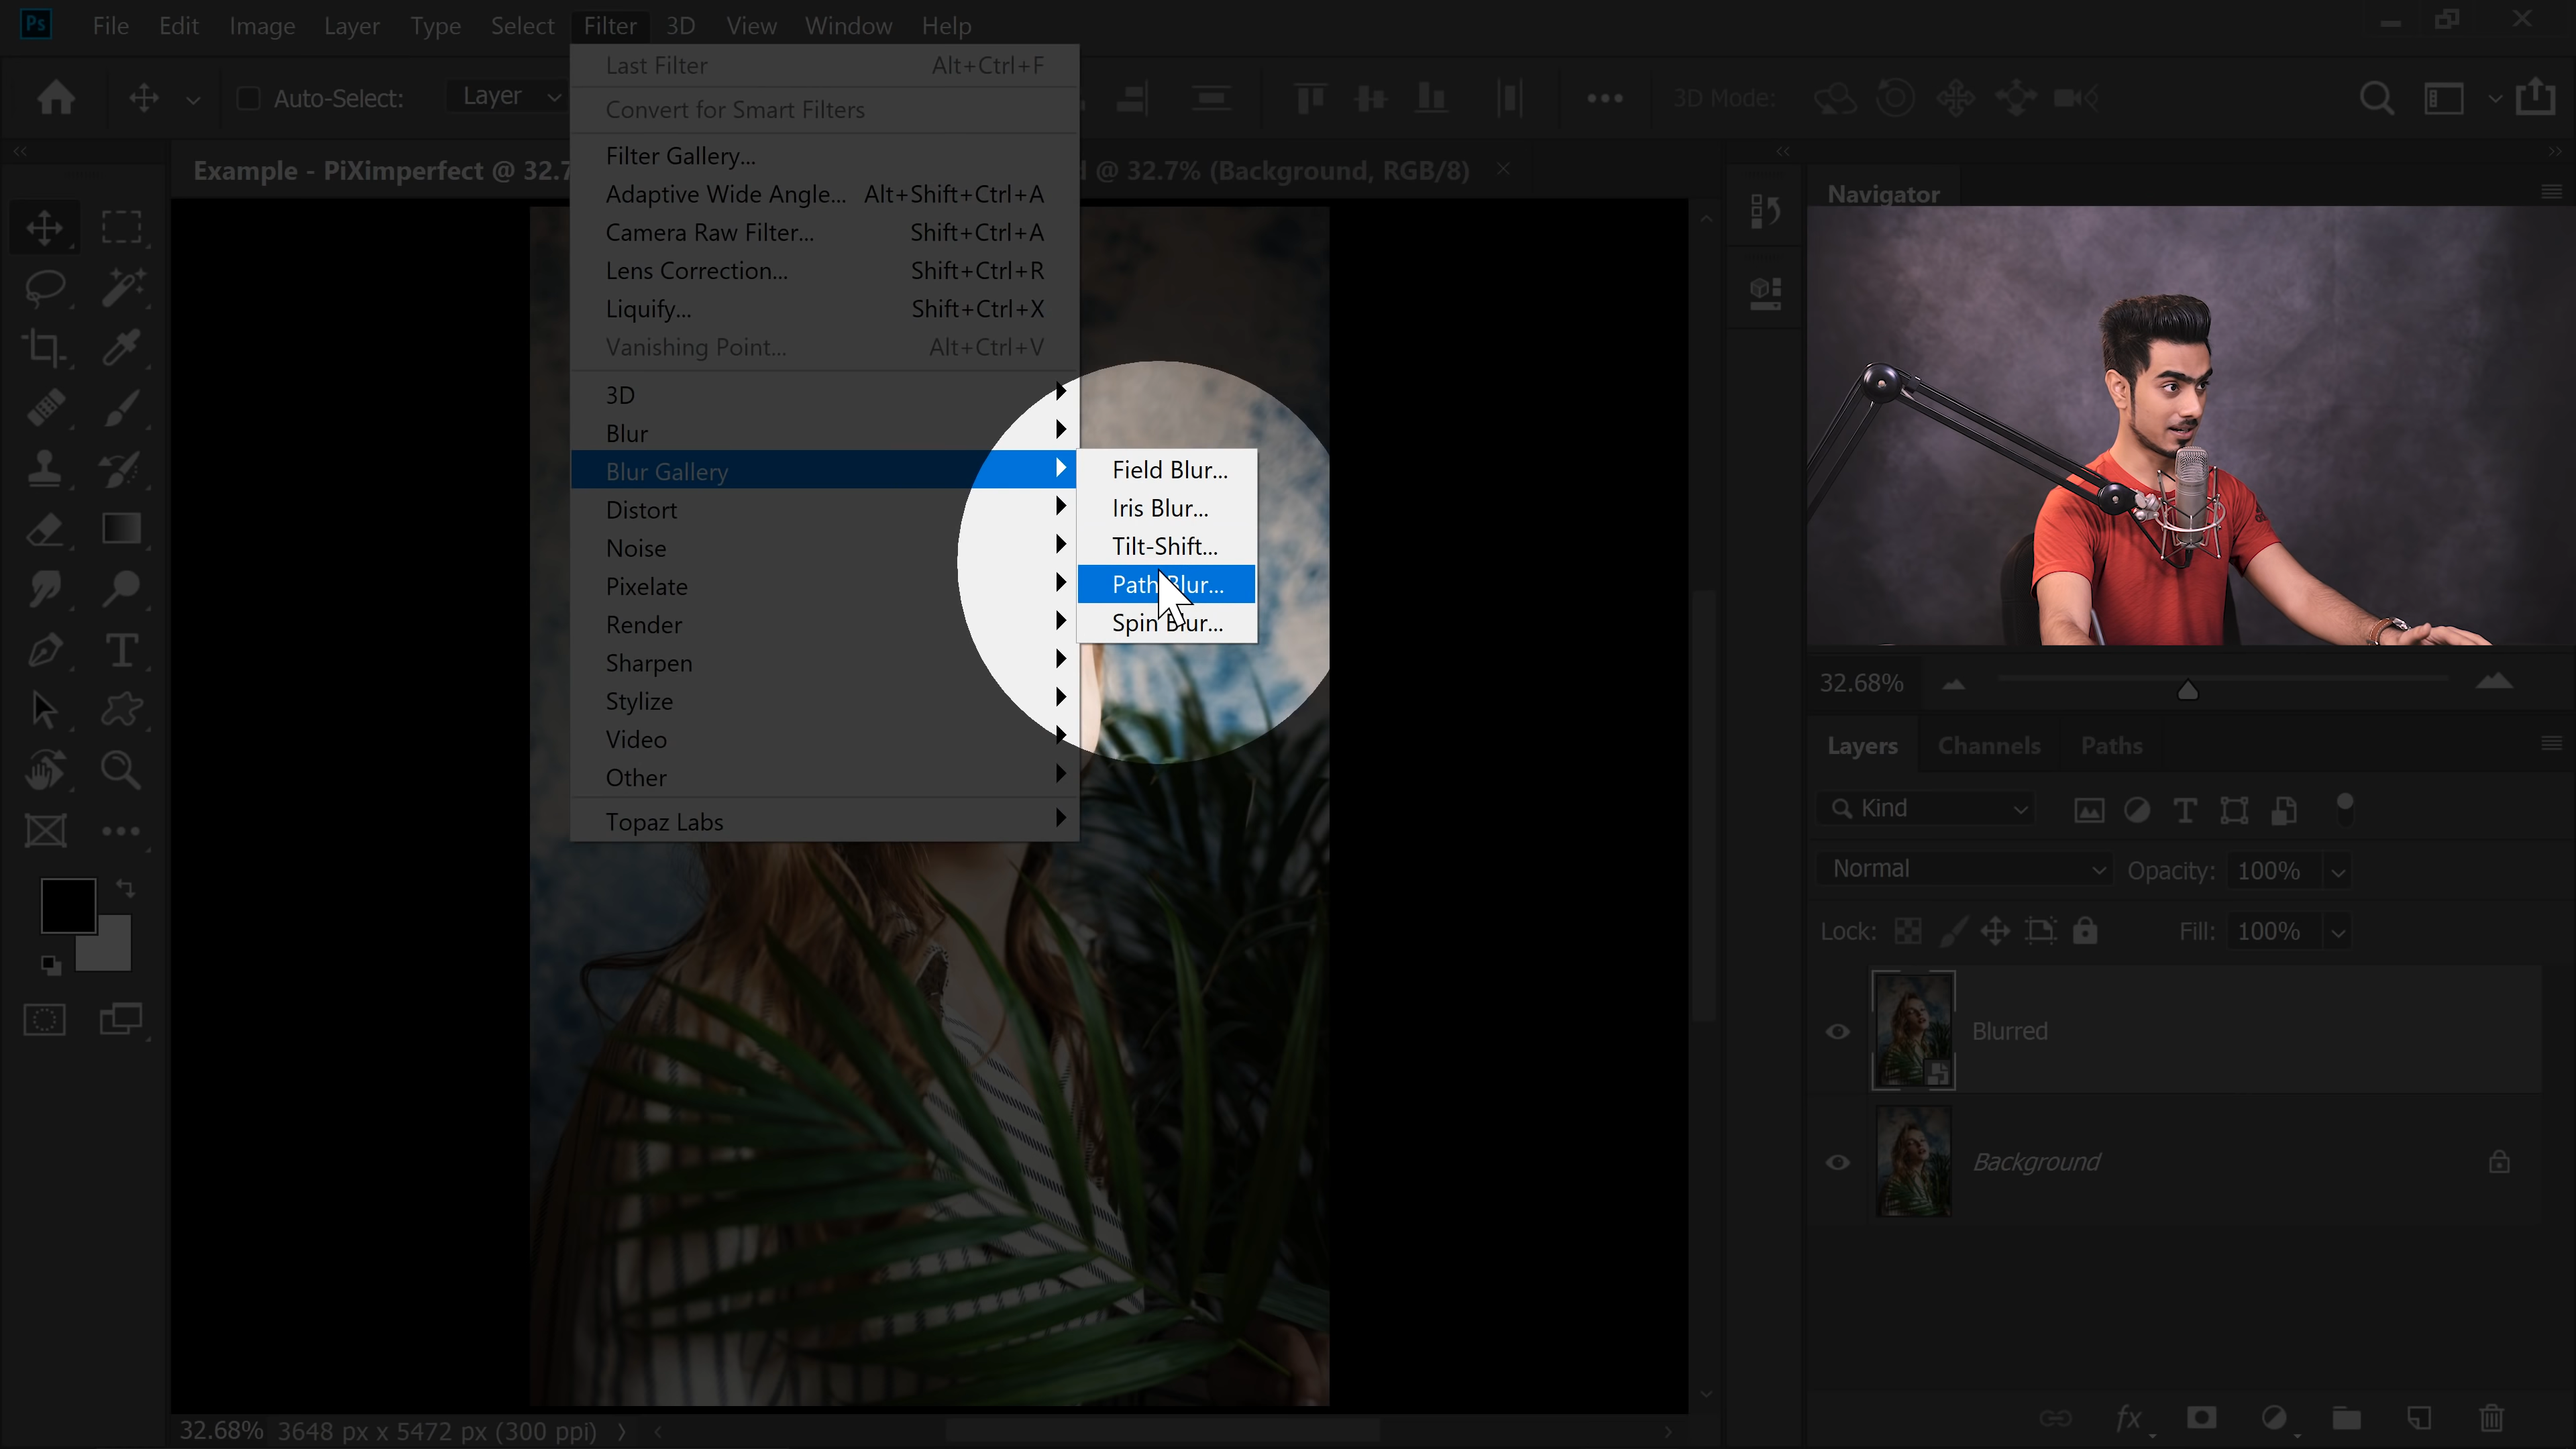 Ps File Edit Image Layer Type Select Filter 3D View Window Help
Auto-Select: Layer 3D Mode:
Last Filter Alt+Ctrl+F
Convert for Smart Filters
Filter Gallery...
Adaptive Wide Angle... Alt+Shift+Ctrl+A
Camera Raw Filter... Shift+Ctrl+A
Lens Correction... Shift+Ctrl+R
Liquify... Shift+Ctrl+X
Vanishing Point... Alt+Ctrl+V
3D
Blur
Blur Gallery
Distort
Noise
Pixelate
Render
Sharpen
Stylize
Video
Other
Topaz Labs
Field Blur...
Iris Blur...
Tilt-Shift...
Path Blur...
Spin Blur...
Example - PiXimperfect @ 32.7
@ 32.7% (Background, RGB/8)
Navigator
32.68%
Layers Channels Paths
Kind
Normal Opacity: 100%
Lock: Fill: 100%
Blurred
Background
fx
32.68% 3648 px x 5472 px (300 ppi)